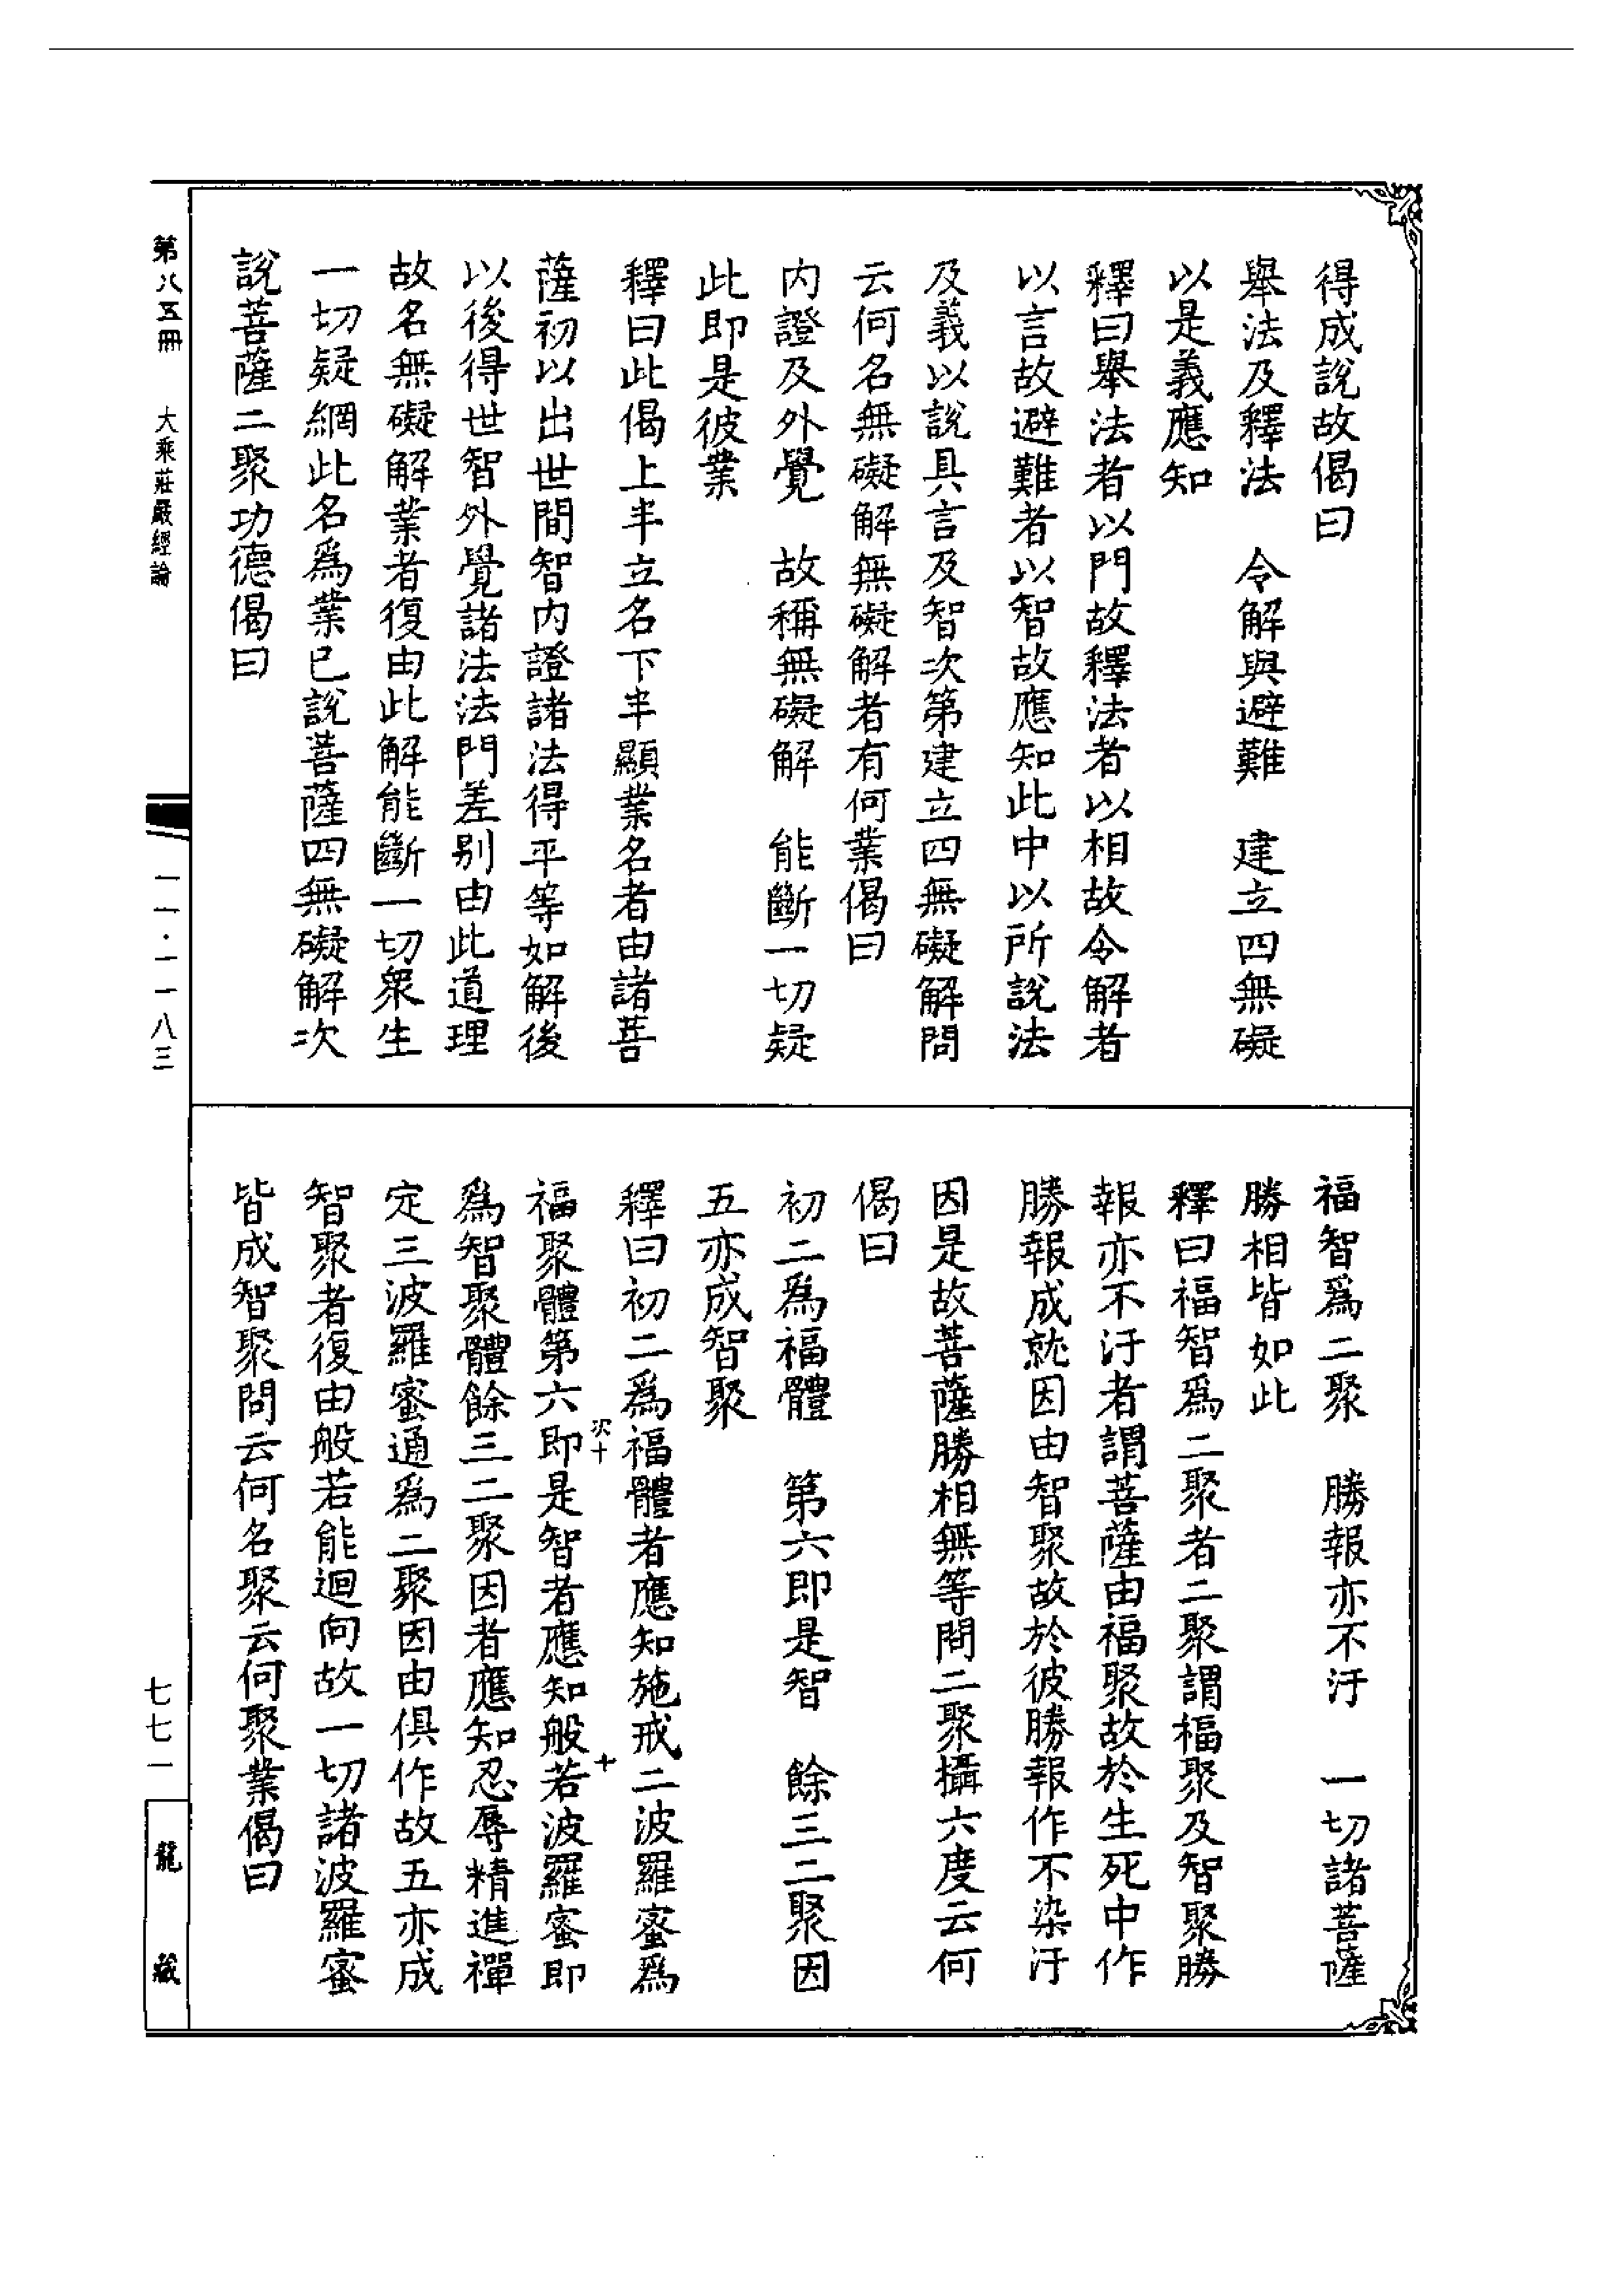 得成說故偈曰
舉法及釋法　令解與避難　建立四無礙
以是義應知
釋曰舉法者以門故釋法者以相故令解者
以言故避難者以智故應知此中以所說法
及義以說具言及智次第建立四無礙解問
云何名無礙解無礙解者有何業偈曰
内證及外覺　故稱無礙解　能斷一切疑
此即是彼業
釋曰此偈上半立名下半顯業名者由諸菩
薩初以出世間智内證諸法得平等如解後
以後得世智外覺諸法法門差别由此道理
故名無礙解業者復由此解能斷一切衆生
一切疑網此名爲業已說菩薩四無礙解次
說菩薩二聚功德偈曰
福智爲二聚　勝報亦不汙　一切諸菩薩
勝相皆如此
釋曰福智爲二聚者二聚謂福聚及智聚勝
報亦不汙者謂菩薩由福聚故於生死中作
勝報成就因由智聚故於彼勝報作不染汙
因是故菩薩勝相無等問二聚攝六度云何
偈曰
初二爲福體　第六即是智　餘三二聚因
五亦成智聚
釋曰初二爲福體者應知施戒二波羅蜜爲
福聚體第六即是智者應知般若波羅蜜即
爲智聚體餘三二聚因者應知忍辱精進禪
定三波羅蜜通爲二聚因由俱作故五亦成
智聚者復由般若能迴向故一切諸波羅蜜
皆成智聚問云何名聚云何聚業偈曰
次十
十
第八五冊　大乘莊嚴經論
一一·一一八三
七七一
龍藏